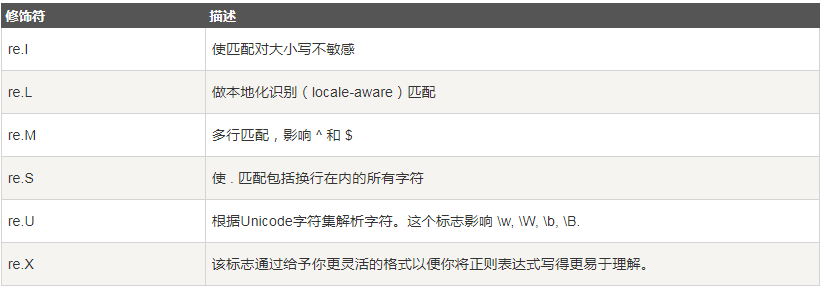 修饰符 描述
re.I 使匹配对大小写不敏感
re.L 做本地化识别（locale-aware）匹配
re.M 多行匹配，影响 ^ 和 $
re.S 使 . 匹配包括换行在内的所有字符
re.U 根据Unicode字符集解析字符。这个标志影响 \w, \W, \b, \B.
re.X 该标志通过给予你更灵活的格式以便你将正则表达式写得更易于理解。